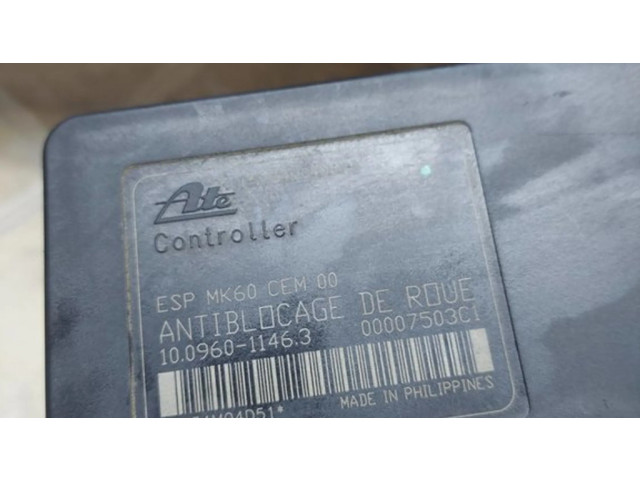 Ate
Controller
ESP MK60 CEM 00
ANTIBLOCAGE DE ROUE
10.0960-1146.3 00007503C1
MADE IN PHILIPPINES